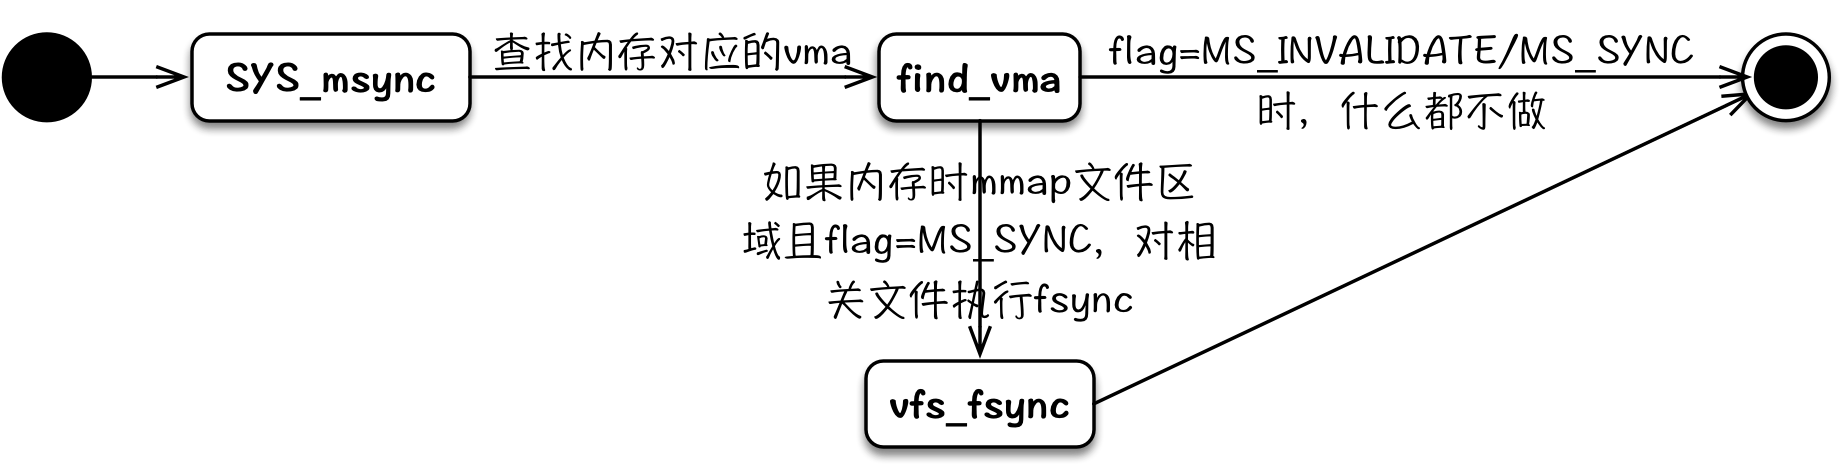 SYS_msync
查找内存对应的vma
find_vma
flag=MS_INVALIDATE/MS_SYNC
时，什么都不做
如果内存时mmap文件区
域且flag=MS_SYNC，对相
关文件执行fsync
vfs_fsync